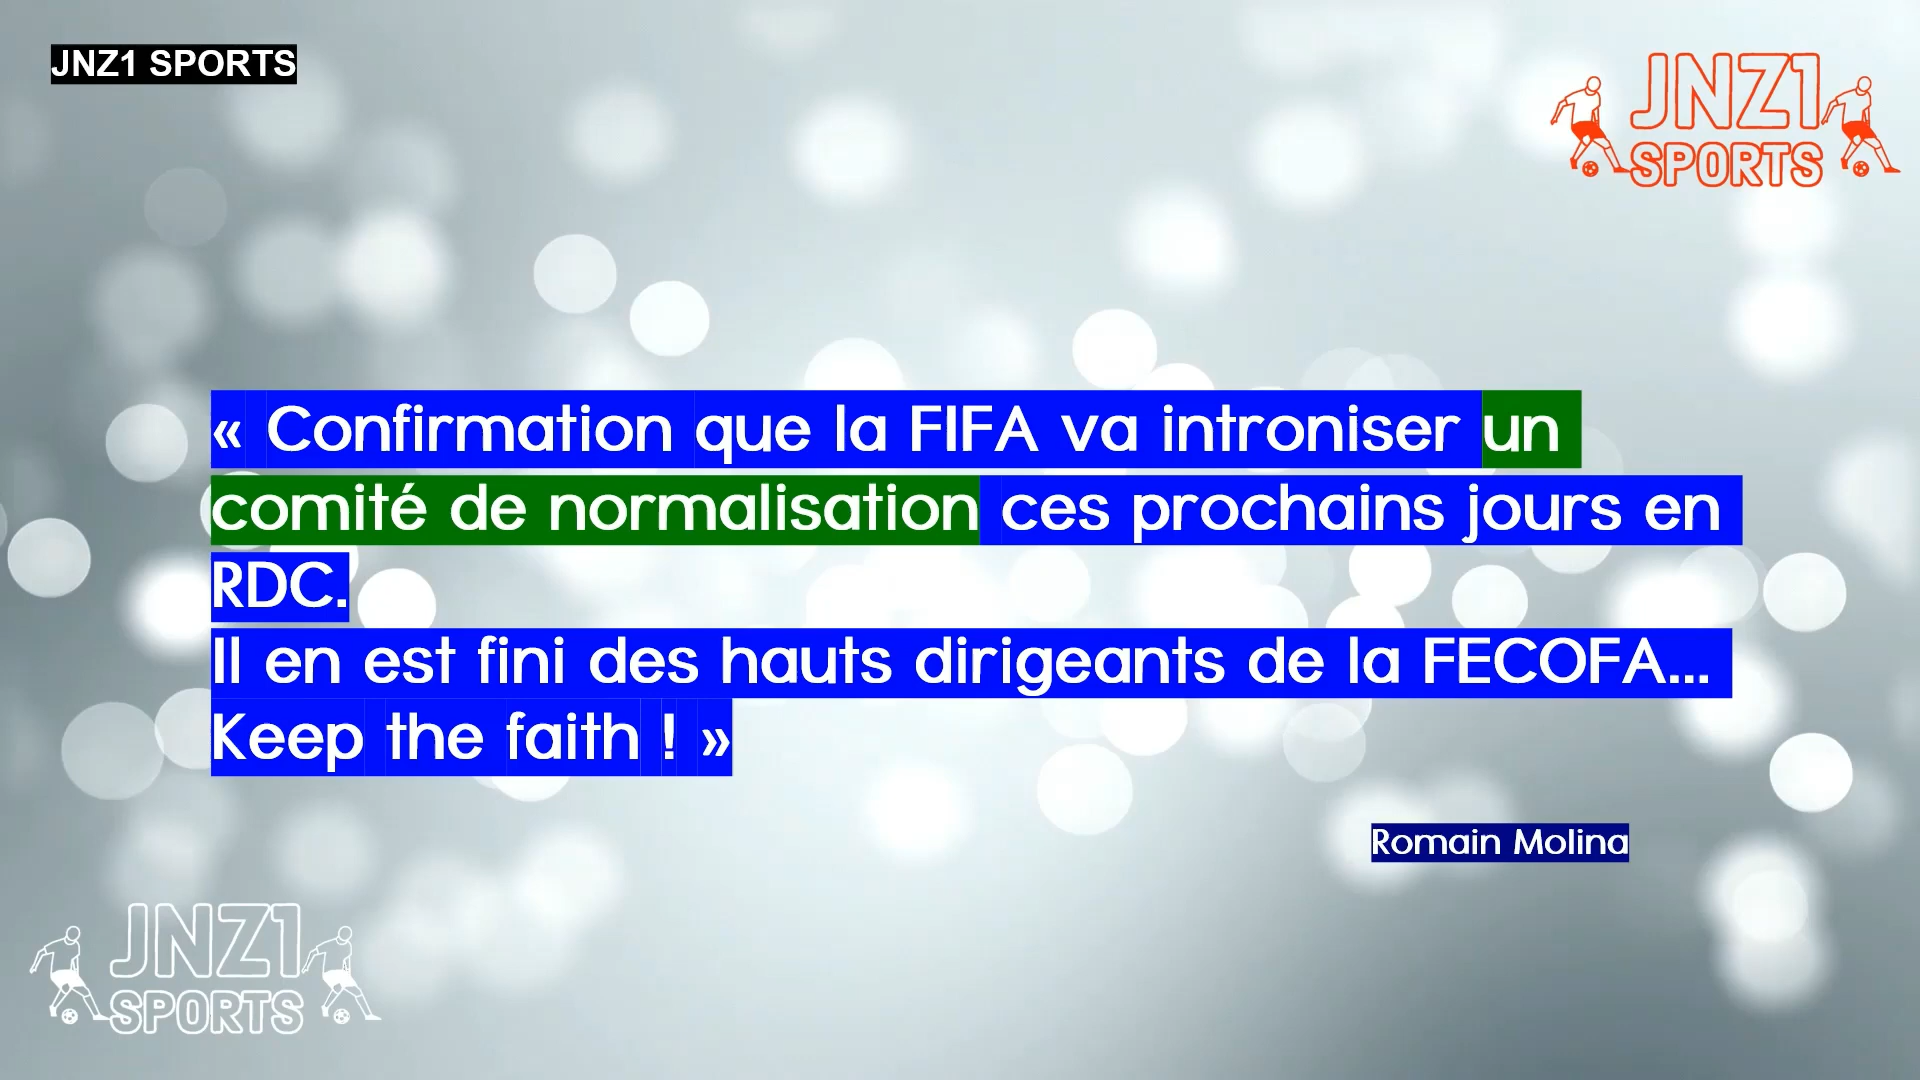 JNZ1 SPORTS
JNZ1
SPORTS
« Confirmation que la FIFA va introniser un
comité de normalisation ces prochains jours en
RDC.
Il en est fini des hauts dirigeants de la FECOFA...
Keep the faith ! »
Romain Molina
JNZ1
SPORTS